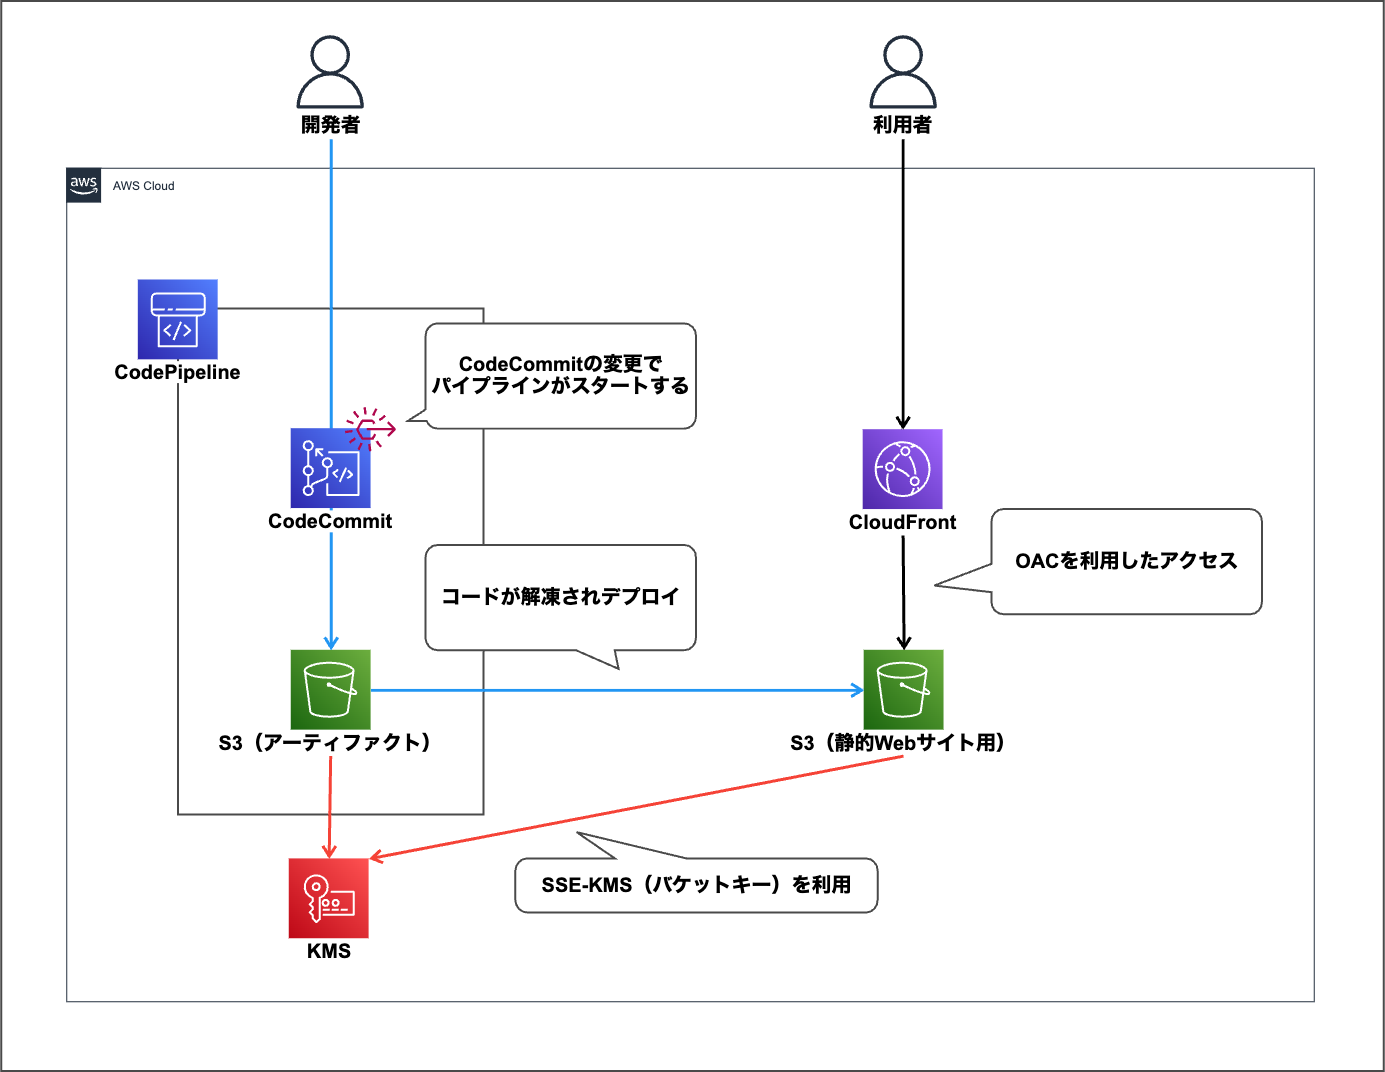 開発者
利用者
aws
AWS Cloud
CodePipeline
CodeCommitの変更で
パイプラインがスタートする
CodeCommit
CloudFront
OACを利用したアクセス
コードが解凍されデプロイ
S3（アーティファクト）
S3（静的Webサイト用）
SSE-KMS（バケットキー）を利用
KMS